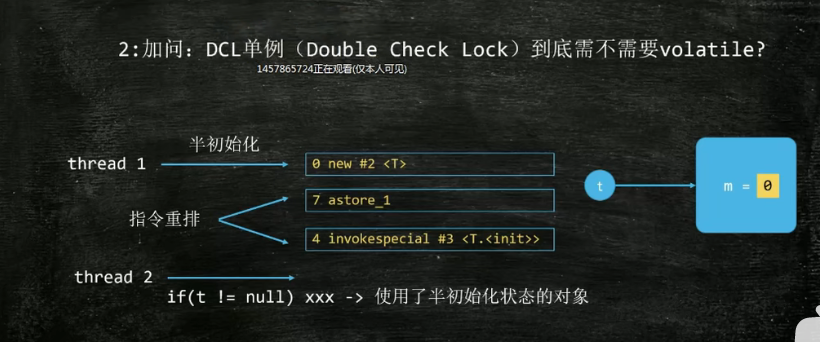 2:加问: DCL单例（Double Check Lock）到底需不需要volatile?
1457865724正在观看(仅本人可见)
半初始化
thread 1
0 new #2 <T>
t
m = 0
7 astore_1
指令重排
4 invokespecial #3 <T.<init>>
thread 2
if(t != null) xxx -> 使用了半初始化状态的对象